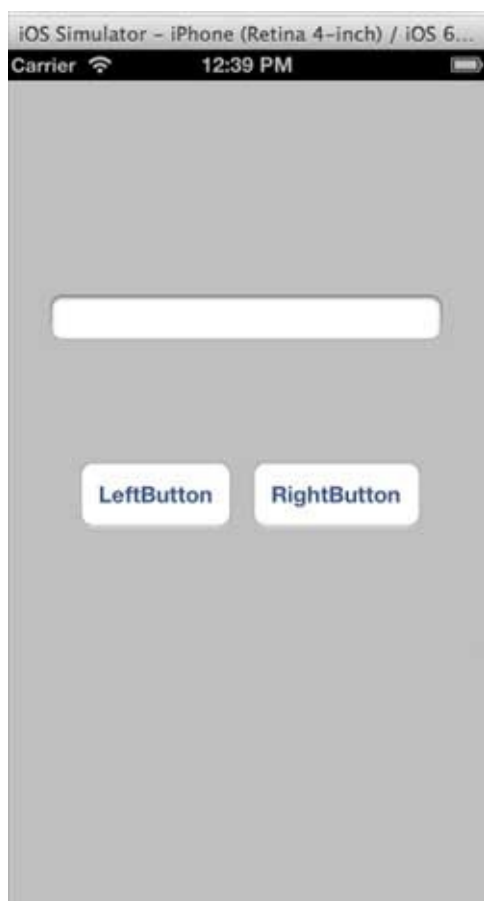 iOS Simulator – iPhone (Retina 4-inch) / iOS 6...
Carrier 12:39 PM
LeftButton RightButton